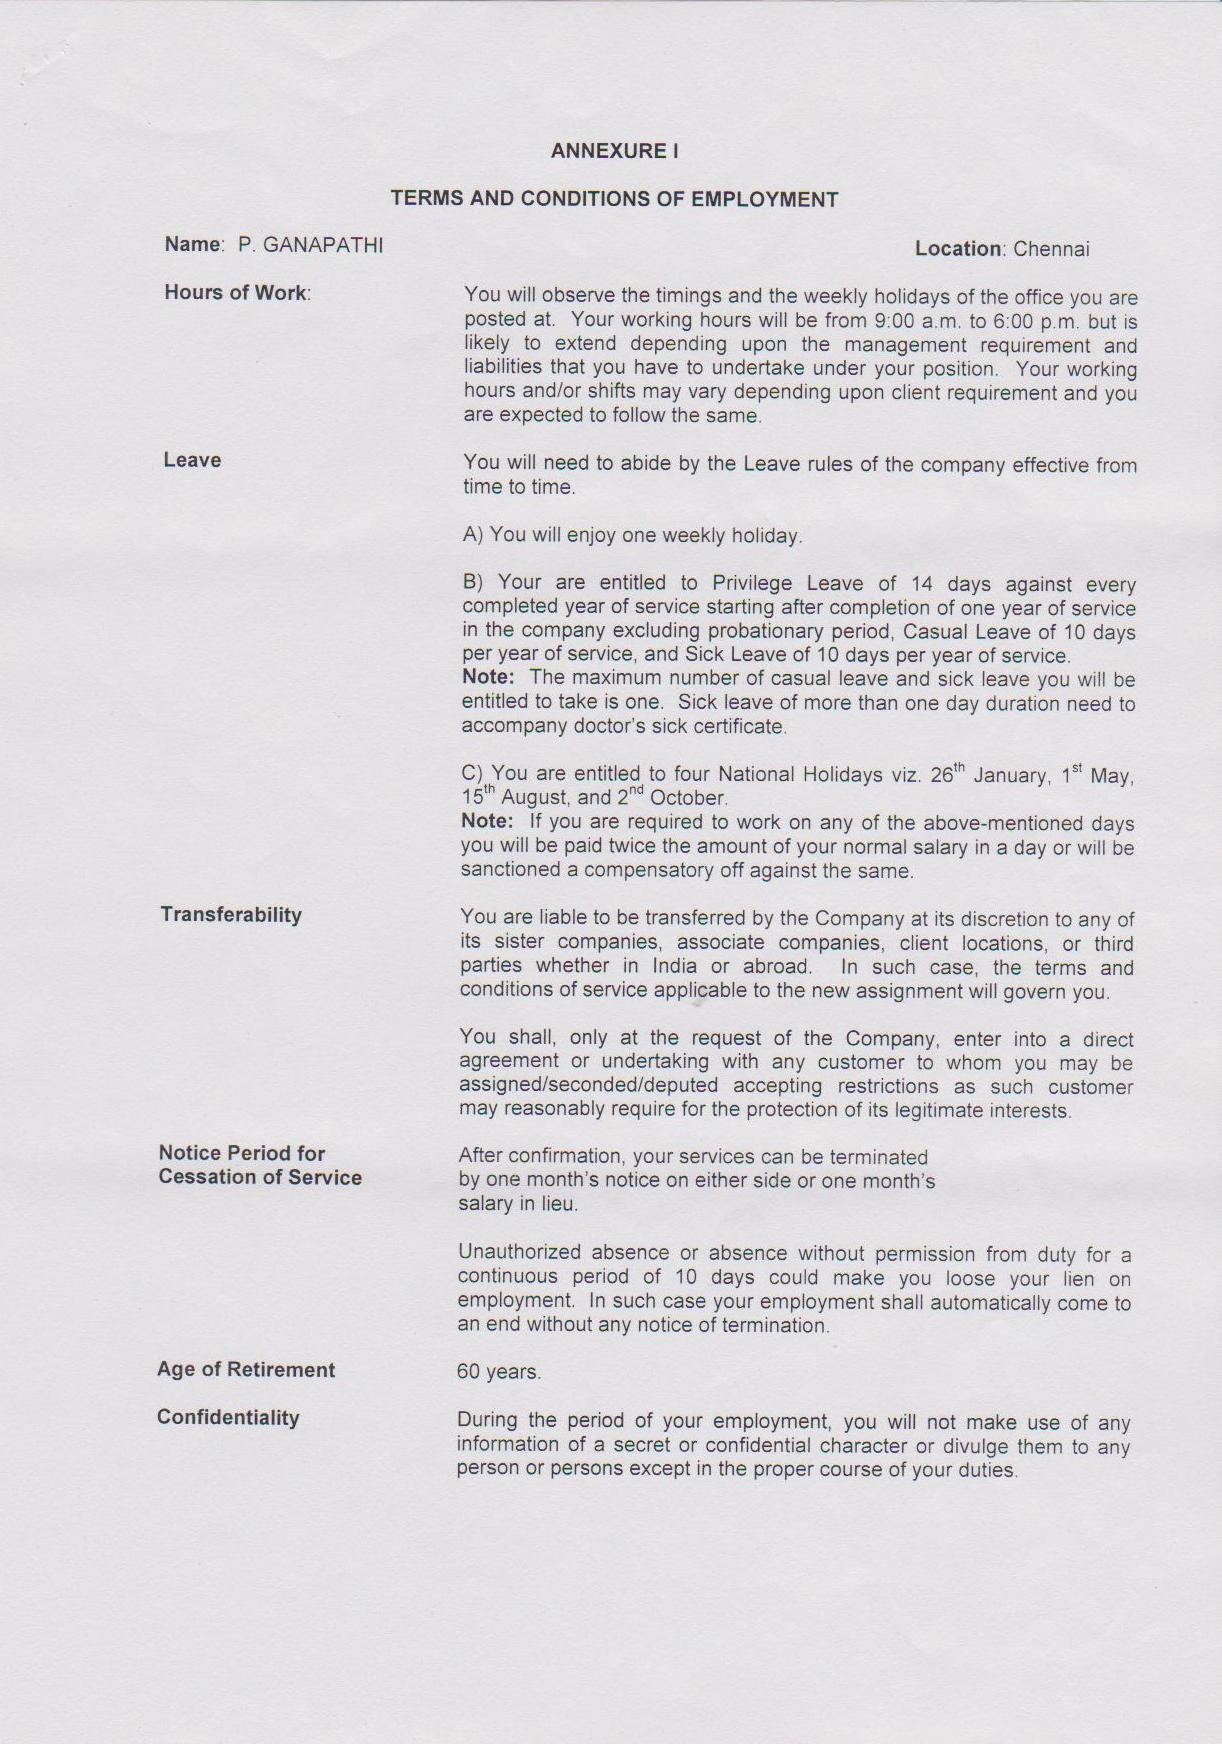 ANNEXURE I
TERMS AND CONDITIONS OF EMPLOYMENT
Name: P. GANAPATHI
Location: Chennai
Hours of Work:
You will observe the timings and the weekly holidays of the office you are
posted at. Your working hours will be from 9:00 a.m. to 6:00 p.m. but is
likely to extend depending upon the management requirement and
liabilities that you have to undertake under your position. Your working
hours and/or shifts may vary depending upon client requirement and you
are expected to follow the same.
Leave
You will need to abide by the Leave rules of the company effective from
time to time.
A) You will enjoy one weekly holiday.
B) Your are entitled to Privilege Leave of 14 days against every
completed year of service starting after completion of one year of service
in the company excluding probationary period, Casual Leave of 10 days
per year of service, and Sick Leave of 10 days per year of service.
Note: The maximum number of casual leave and sick leave you will be
entitled to take is one. Sick leave of more than one day duration need to
accompany doctor's sick certificate.
C) You are entitled to four National Holidays viz. 26th January, 1st May,
15th August, and 2nd October.
Note: If you are required to work on any of the above-mentioned days
you will be paid twice the amount of your normal salary in a day or will be
sanctioned a compensatory off against the same.
Transferability
You are liable to be transferred by the Company at its discretion to any of
its sister companies, associate companies, client locations, or third
parties whether in India or abroad. In such case, the terms and
conditions of service applicable to the new assignment will govern you.
You shall, only at the request of the Company, enter into a direct
agreement or undertaking with any customer to whom you may be
assigned/seconded/deputed accepting restrictions as such customer
may reasonably require for the protection of its legitimate interests.
Notice Period for
Cessation of Service
After confirmation, your services can be terminated
by one month's notice on either side or one month's
salary in lieu.
Unauthorized absence or absence without permission from duty for a
continuous period of 10 days could make you loose your lien on
employment. In such case your employment shall automatically come to
an end without any notice of termination.
Age of Retirement
60 years.
Confidentiality
During the period of your employment, you will not make use of any
information of a secret or confidential character or divulge them to any
person or persons except in the proper course of your duties.